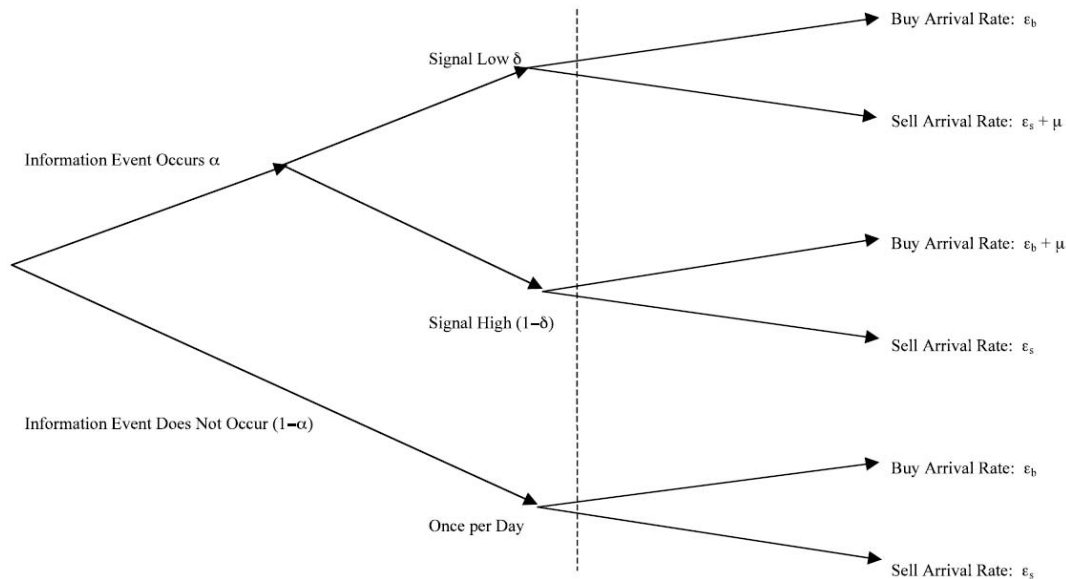 Buy Arrival Rate: εb
Signal Low δ
Sell Arrival Rate: εs + μ
Information Event Occurs α
Buy Arrival Rate: εb + μ
Signal High (1−δ)
Sell Arrival Rate: εs
Information Event Does Not Occur (1−α)
Buy Arrival Rate: εb
Once per Day
Sell Arrival Rate: εs